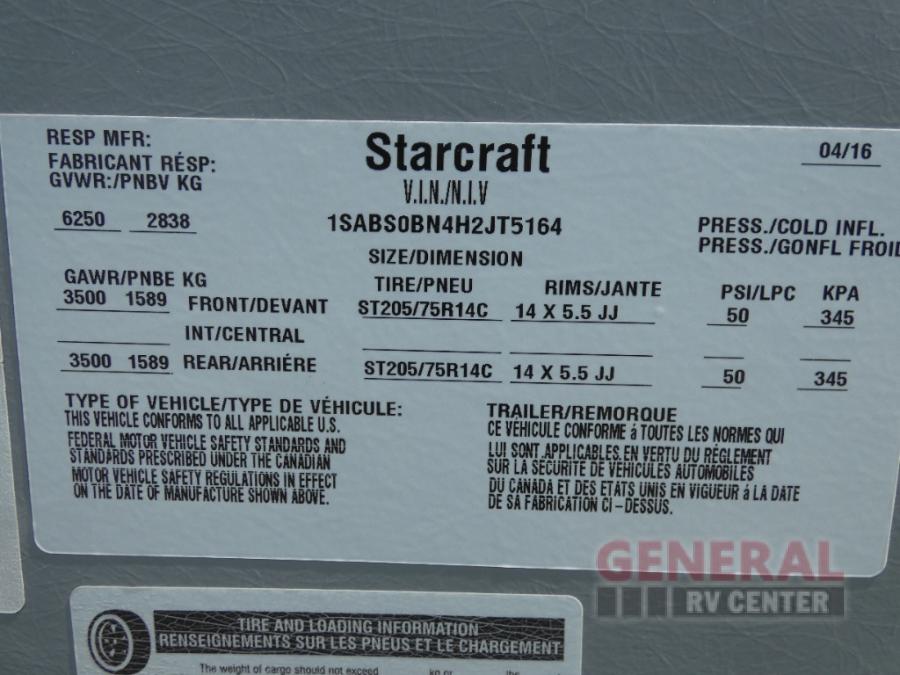 RESP MFR:
Starcraft
04/16
FABRICANT RÉSP:
GVWR:/PNBV KG
V.I.N./N.I.V
6250 2838
1SABS0BN4H2JT5164
PRESS./COLD INFL.
PRESS./GONFL FROID
SIZE/DIMENSION
GAWR/PNBE KG
TIRE/PNEU RIMS/JANTE PSI/LPC KPA
3500 1589 FRONT/DEVANT ST205/75R14C 14 X 5.5 JJ 50 345
INT/CENTRAL
3500 1589 REAR/ARRIÉRE ST205/75R14C 14 X 5.5 JJ 50 345
TYPE OF VEHICLE/TYPE DE VÉHICULE:
TRAILER/REMORQUE
THIS VEHICLE CONFORMS TO ALL APPLICABLE U.S.
FEDERAL MOTOR VEHICLE SAFETY STANDARDS AND
STANDARDS PRESCRIBED UNDER THE CANADIAN
MOTOR VEHICLE SAFETY REGULATIONS IN EFFECT
ON THE DATE OF MANUFACTURE SHOWN ABOVE.
CE VÉHICULE CONFORME á TOUTES LES NORMES QUI
LUI SONT APPLICABLES EN VERTU DU RÉGLEMENT
SUR LA SÉCURITÉ DE VÉHICULES AUTOMOBILES
DU CANADA ET DES ÉTATS UNIS EN VIGUEUR á LA DATE
DE SA FABRICATION CI-DESSUS.
GENERAL
RV CENTER
TIRE AND LOADING INFORMATION
RENSEIGNEMENTS SUR LES PNEUS ET LE CHARGEMENT
The weight of cargo should not exceed kg or lbs